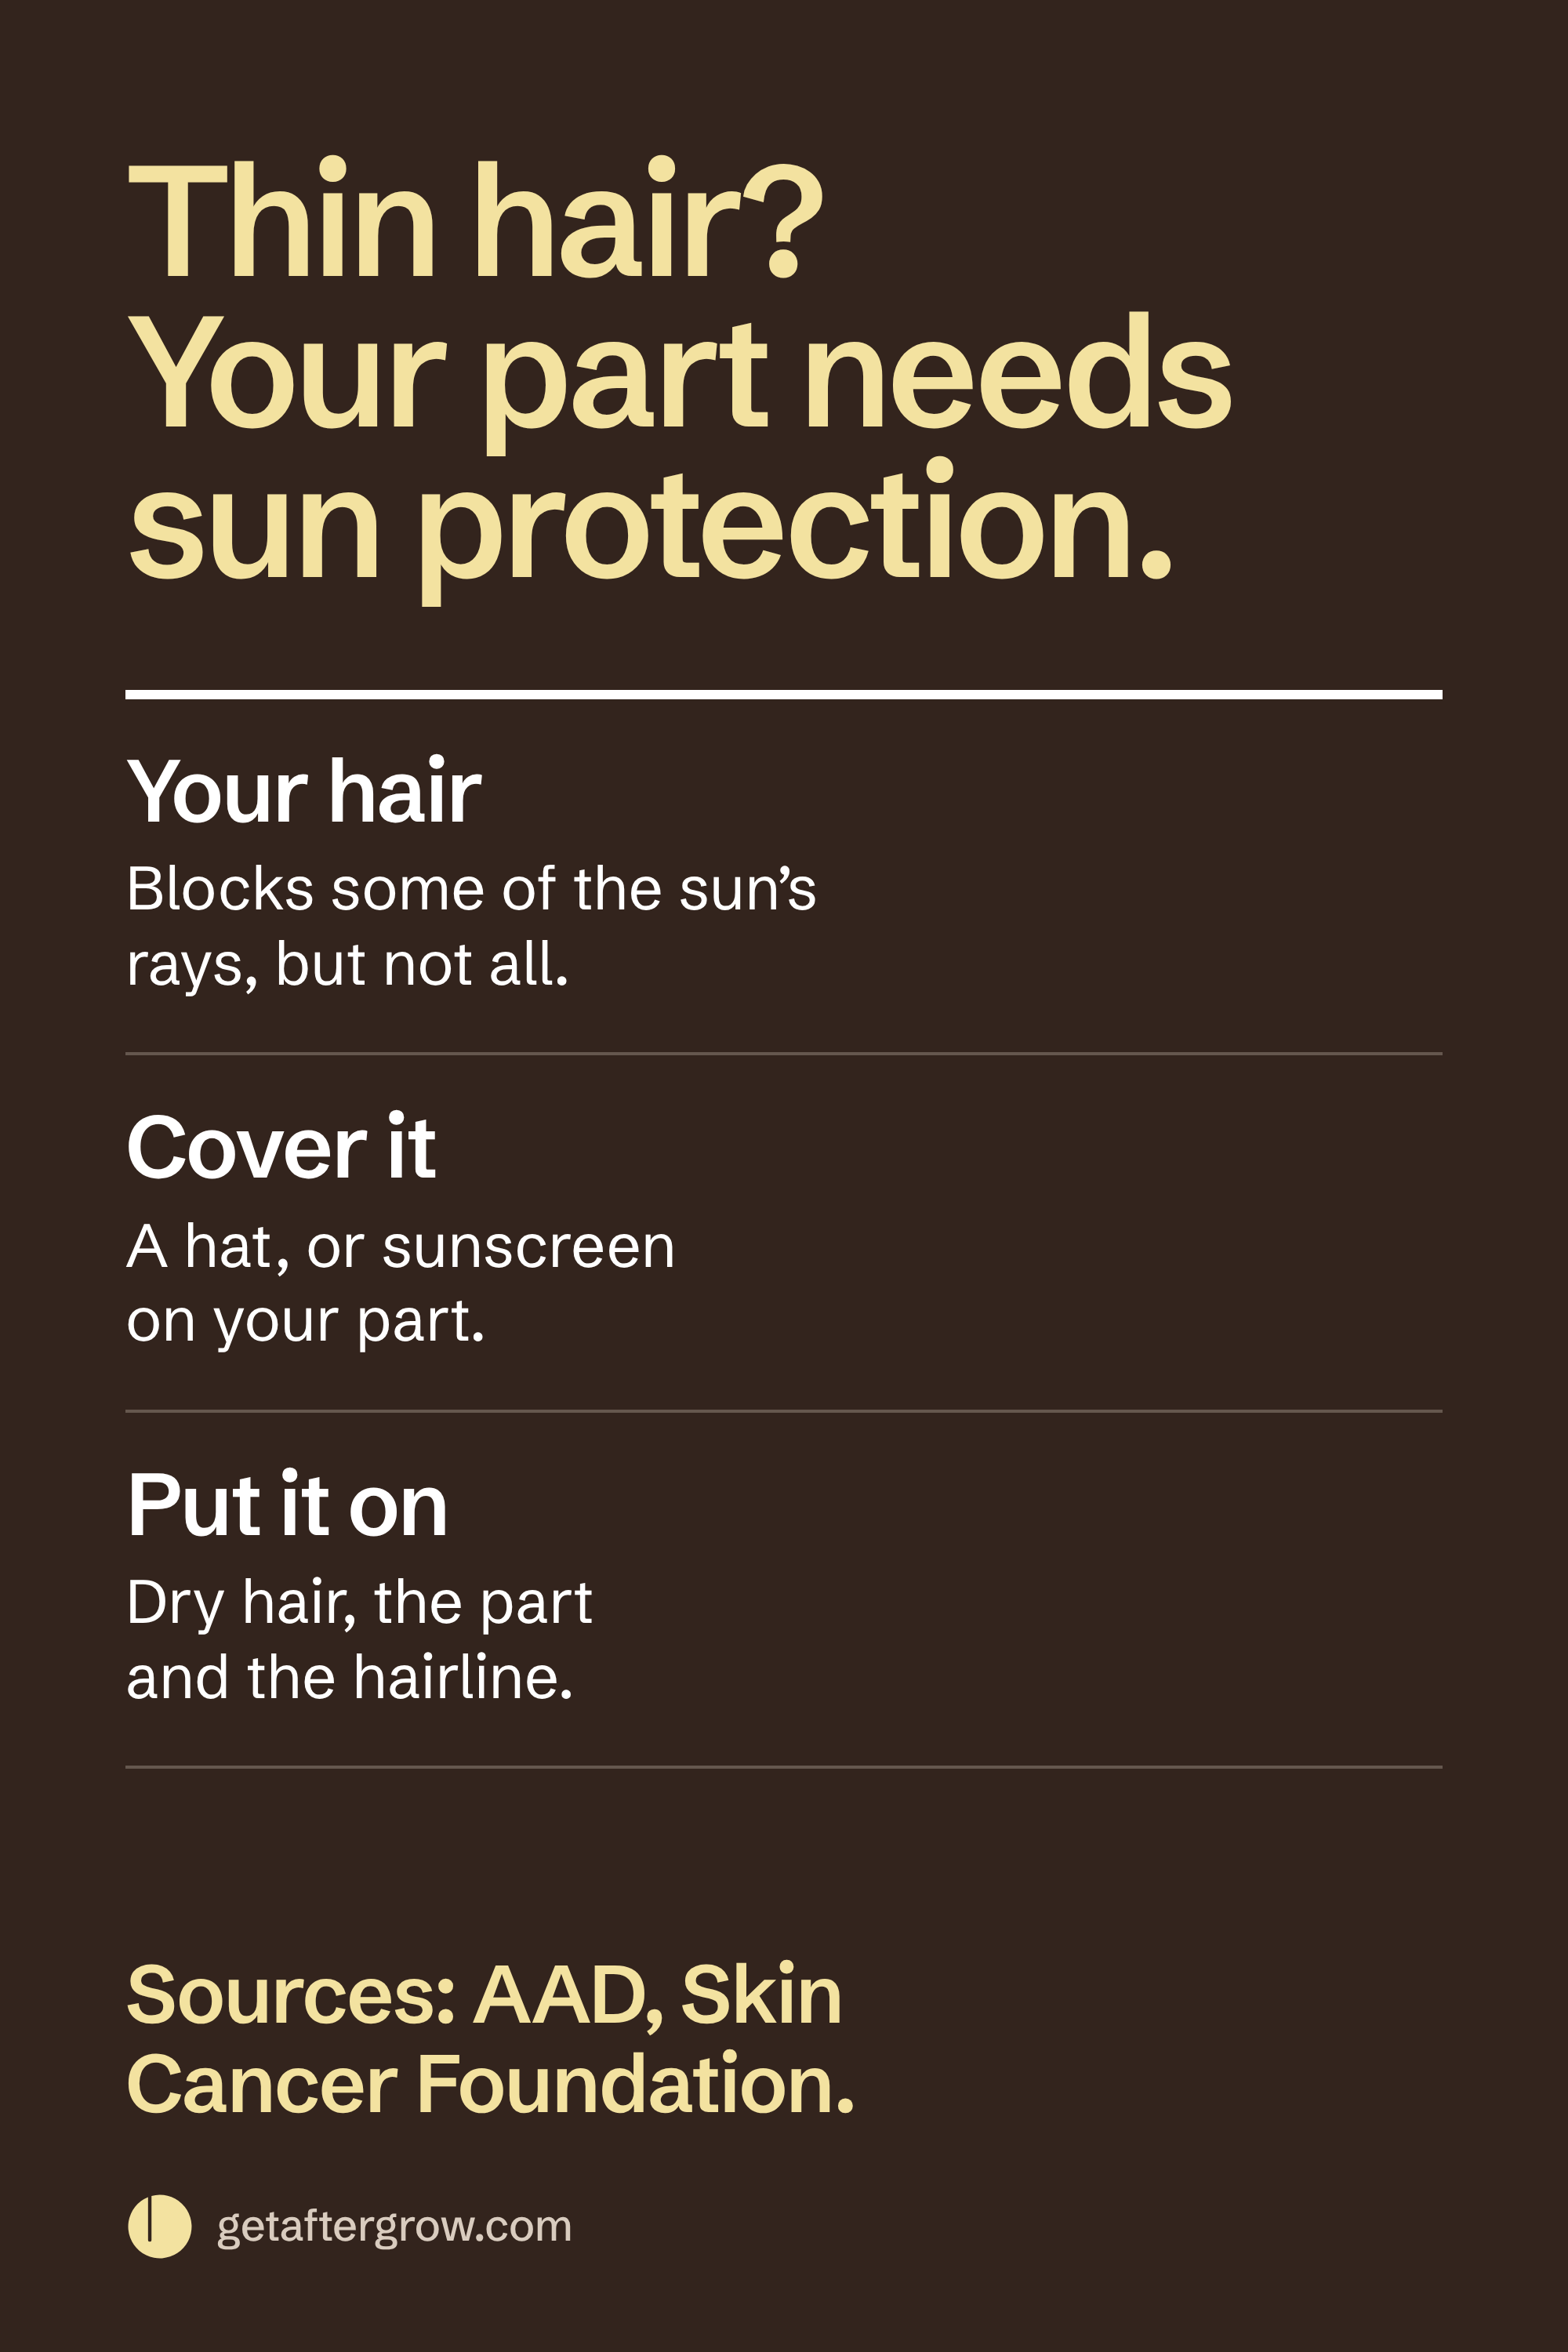 Thin hair?
Your part needs
sun protection.
Your hair
Blocks some of the sun’s
rays, but not all.
Cover it
A hat, or sunscreen
on your part.
Put it on
Dry hair, the part
and the hairline.
Sources: AAD, Skin
Cancer Foundation.
getaftergrow.com